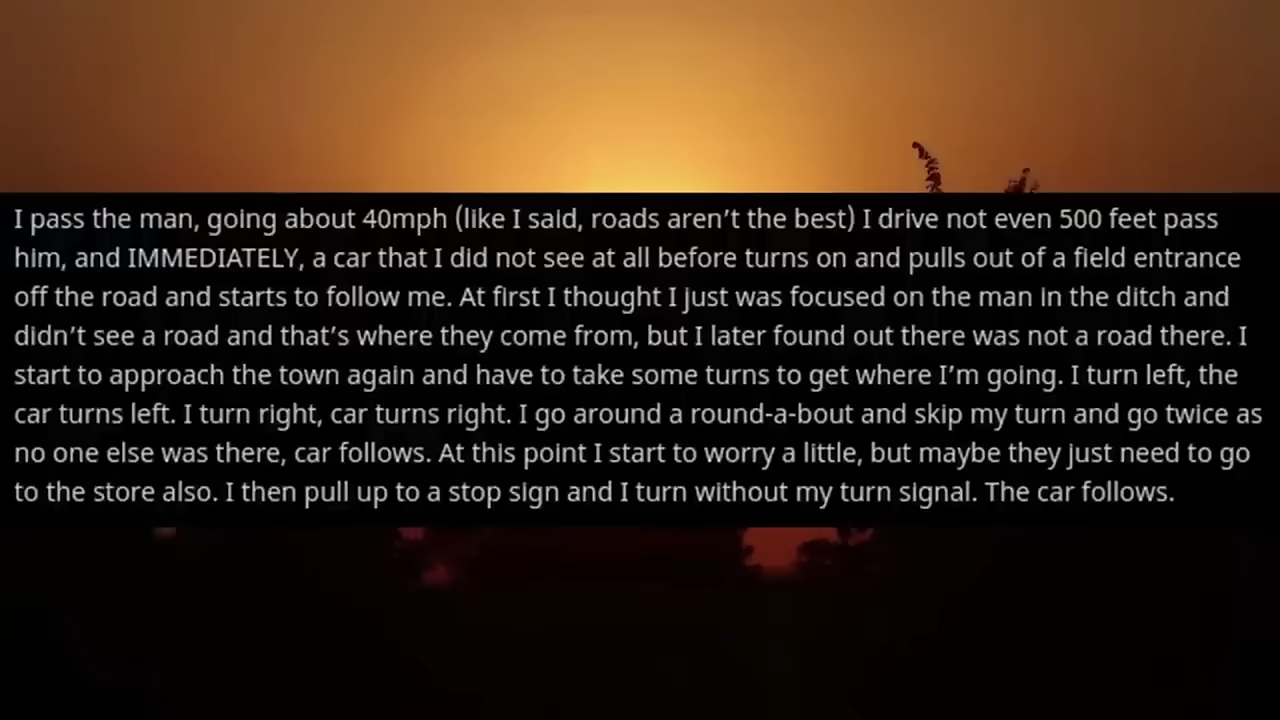 I pass the man, going about 40mph (like I said, roads aren’t the best) I drive not even 500 feet pass
him, and IMMEDIATELY, a car that I did not see at all before turns on and pulls out of a field entrance
off the road and starts to follow me. At first I thought I just was focused on the man in the ditch and
didn’t see a road and that’s where they come from, but I later found out there was not a road there. I
start to approach the town again and have to take some turns to get where I’m going. I turn left, the
car turns left. I turn right, car turns right. I go around a round-a-bout and skip my turn and go twice as
no one else was there, car follows. At this point I start to worry a little, but maybe they just need to go
to the store also. I then pull up to a stop sign and I turn without my turn signal. The car follows.